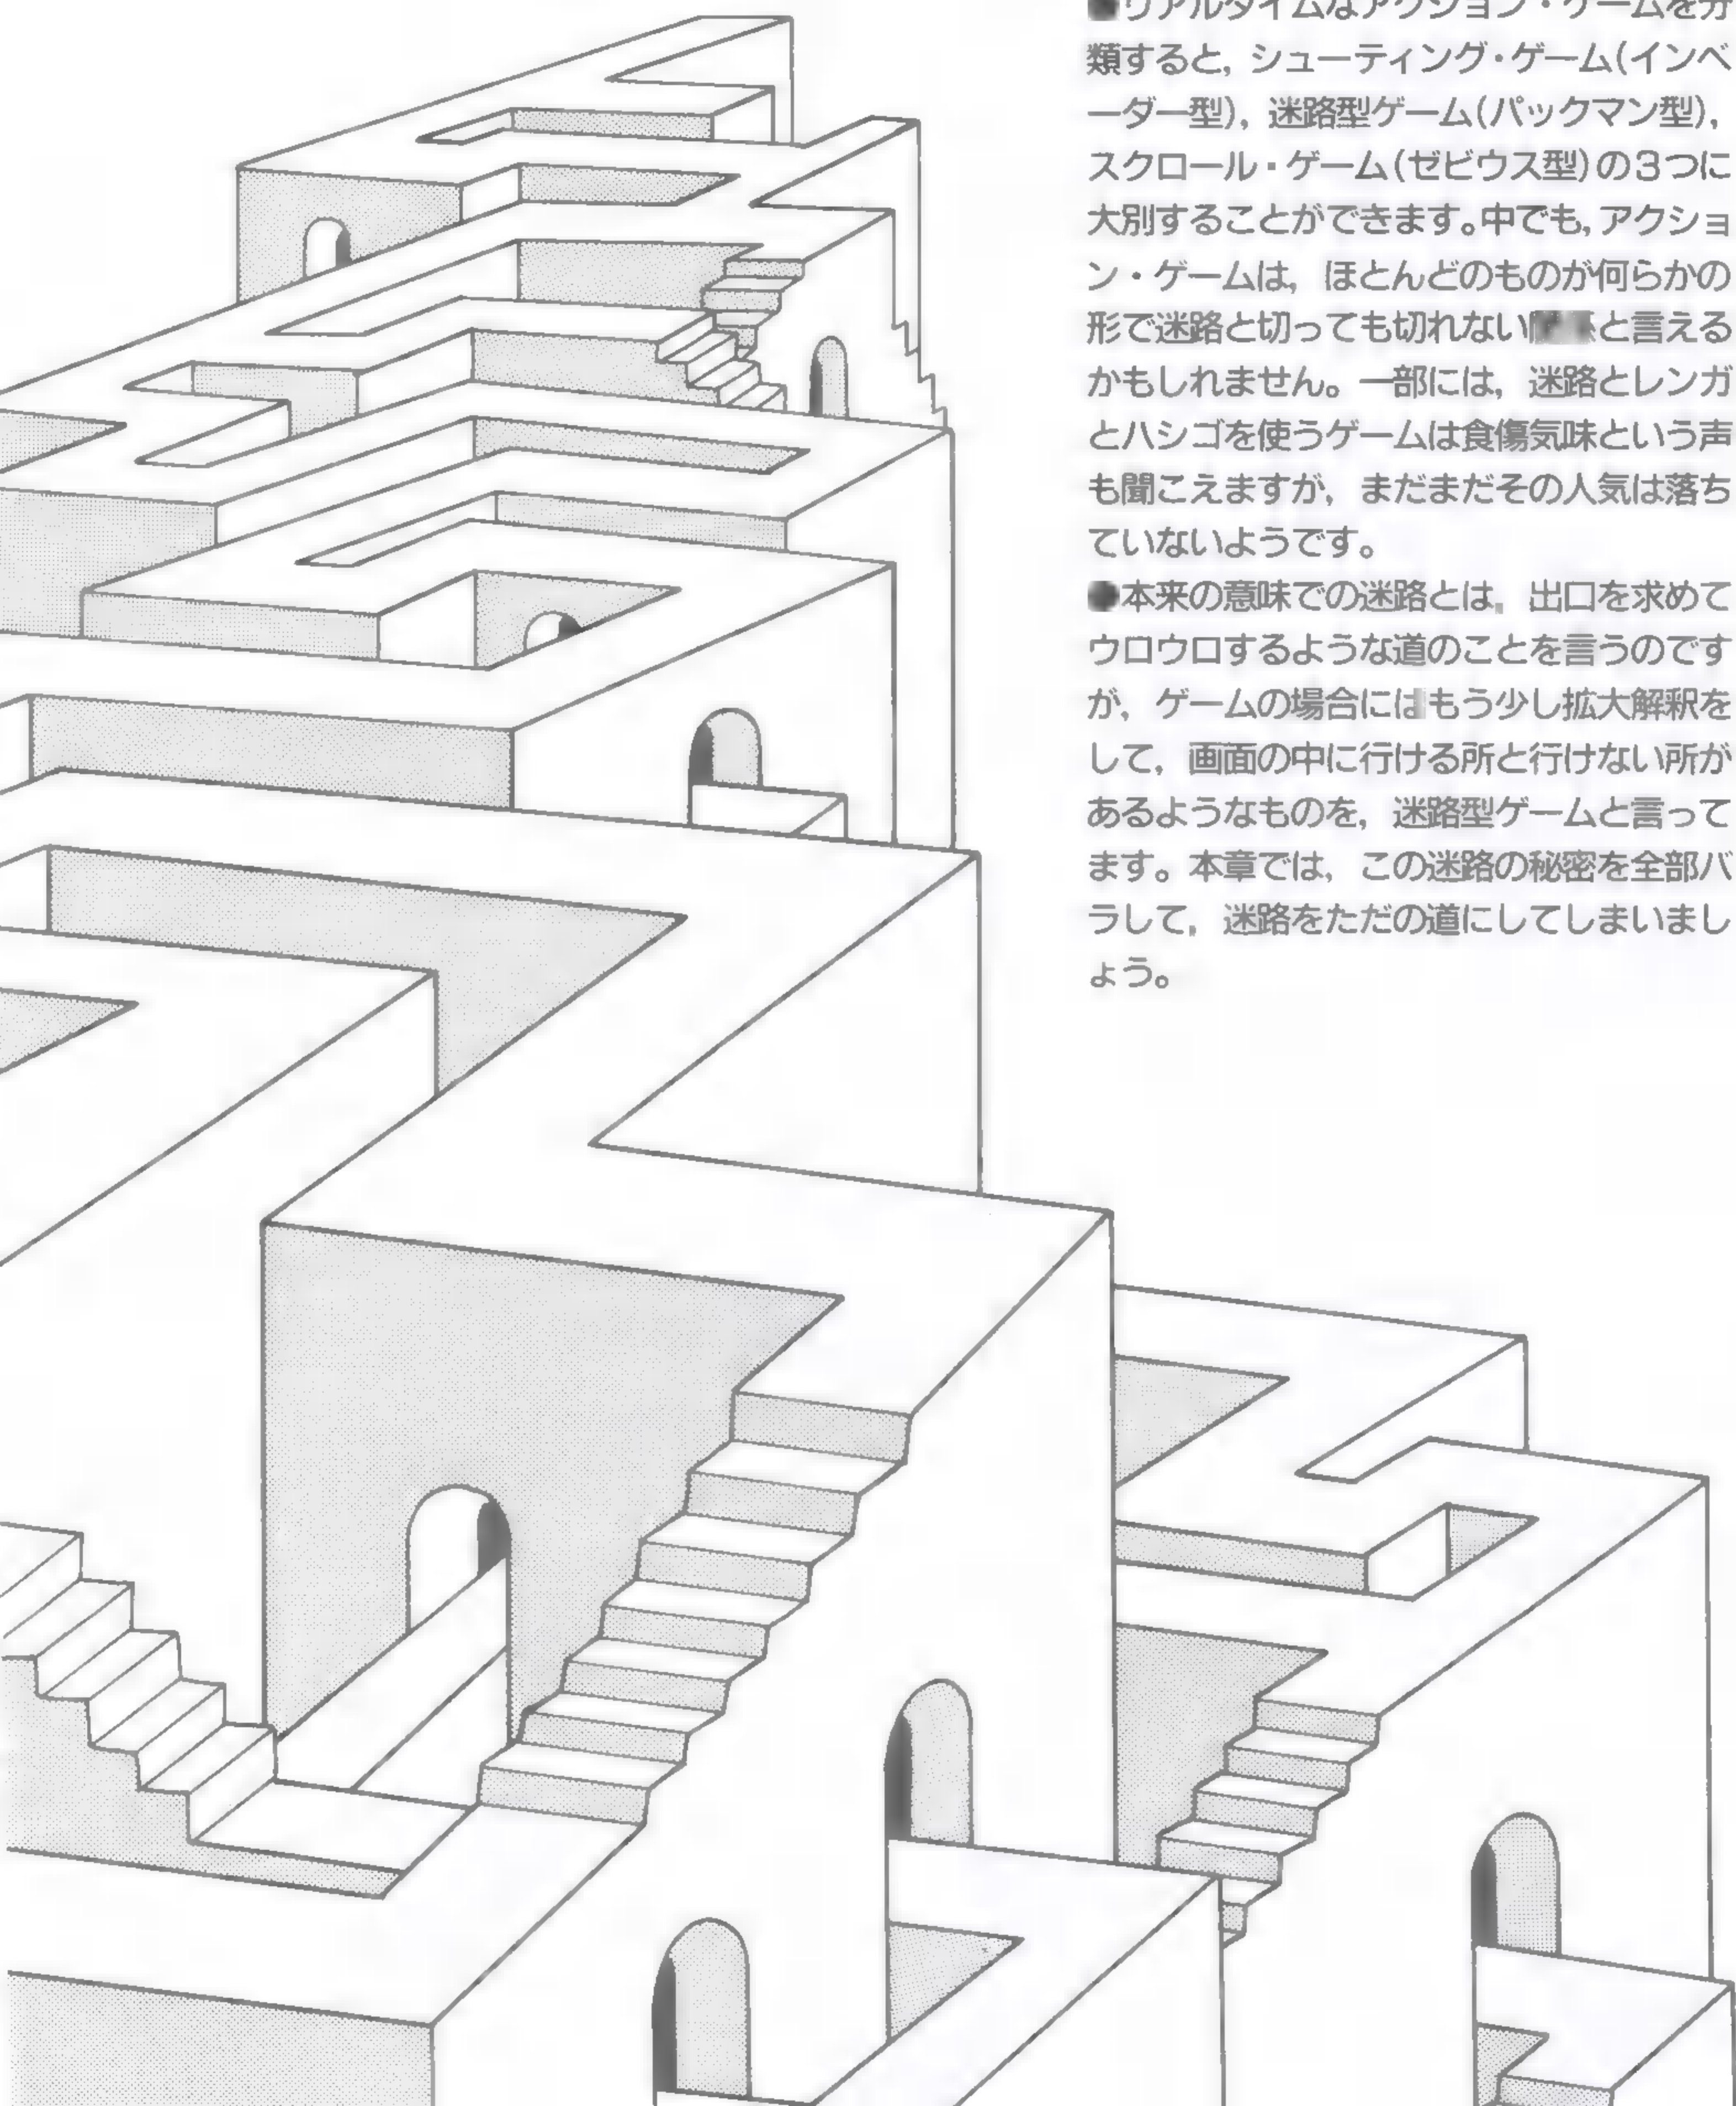 ●リアルタイムなアクション・ゲームを分
類すると，シューティング・ゲーム(インベ
ーダー型)，迷路型ゲーム(パックマン型)，
スクロール・ゲーム(ゼビウス型)の3つに
大別することができます。中でも，アクショ
ン・ゲームは，ほとんどのものが何らかの
形で迷路と切っても切れないと言える
かもしれません。一部には，迷路とレンガ
とハシゴを使うゲームは食傷気味という声
も聞こえますが，まだまだその人気は落ち
ていないようです。
●本来の意味での迷路とは，出口を求めて
ウロウロするような道のことを言うのです
が，ゲームの場合にはもう少し拡大解釈を
して，画面の中に行ける所と行けない所が
あるようなものを，迷路型ゲームと言って
ます。本章では，この迷路の秘密を全部バ
ラして，迷路をただの道にしてしまいまし
ょう。